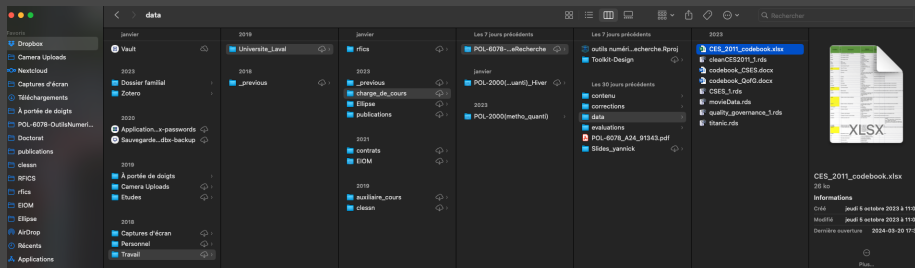 data
Rechercher
Favoris
Dropbox
Camera Uploads
Nextcloud
Captures d'écran
Téléchargements
À portée de doigts
POL-6078-OutilsNumeri...
Doctorat
publications
clessn
RFICS
rfics
EIOM
Ellipse
AirDrop
Récents
Applications
janvier
Vault
2023
Dossier familial
Zotero
2020
Application...x-passwords
Sauvegarde...dbx-backup
2019
À portée de doigts
Camera Uploads
Etudes
2018
Captures d'écran
Personnel
Travail
2019
Universite_Laval
2018
_previous
janvier
rfics
2023
_previous
charge_de_cours
Ellipse
publications
2021
contrats
EIOM
2019
auxiliaire_cours
clessn
Les 7 jours précédents
POL-6078-...eRecherche
janvier
POL-2000(...uanti)_Hiver
2023
POL-2000(metho_quanti)
Les 7 jours précédents
outils numéri...echerche.Rproj
Toolkit-Design
Les 30 jours précédents
contenu
corrections
data
evaluations
POL-6078_A24_91343.pdf
Slides_yannick
2023
CES_2011_codebook.xlsx
cleanCES2011_1.rds
codebook_CSES.docx
codebook_QofG.docx
CSES_1.rds
movieData.rds
quality_governance_1.rds
titanic.rds
XLSX
CES_2011_codebook.xlsx
26 ko
Informations
Créé jeudi 5 octobre 2023 à 11:0
Modifié jeudi 5 octobre 2023 à 11:0
Dernière ouverture 2024-03-20 17:3
Plus...